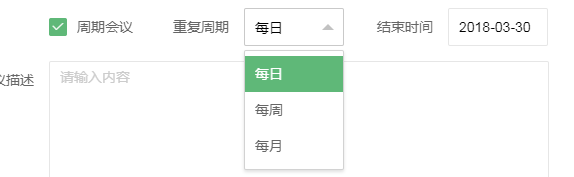 周期会议 重复周期 每日 结束时间 2018-03-30
议描述 请输入内容
每日
每周
每月